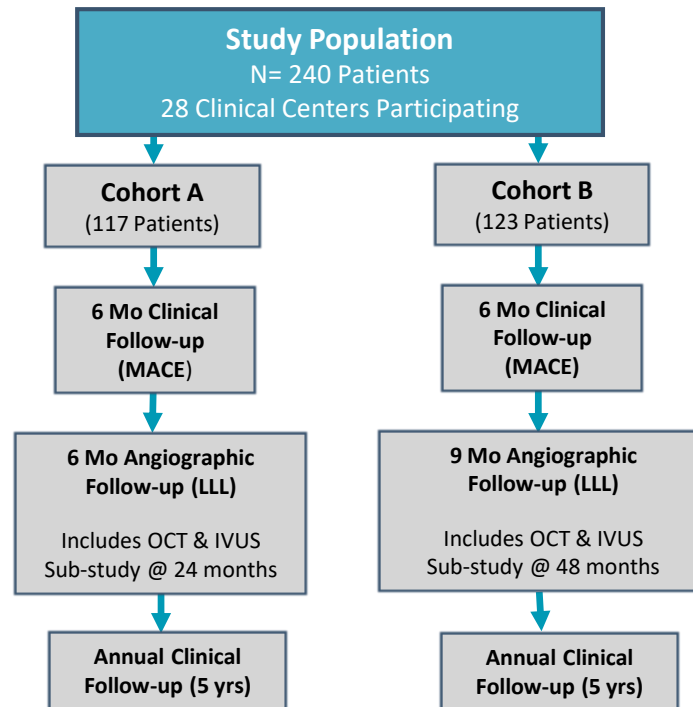 Study Population
N= 240 Patients
28 Clinical Centers Participating
Cohort A
(117 Patients)
Cohort B
(123 Patients)
6 Mo Clinical
Follow-up
(MACE)
6 Mo Clinical
Follow-up
(MACE)
6 Mo Angiographic
Follow-up (LLL)
Includes OCT & IVUS
Sub-study @ 24 months
9 Mo Angiographic
Follow-up (LLL)
Includes OCT & IVUS
Sub-study @ 48 months
Annual Clinical
Follow-up (5 yrs)
Annual Clinical
Follow-up (5 yrs)